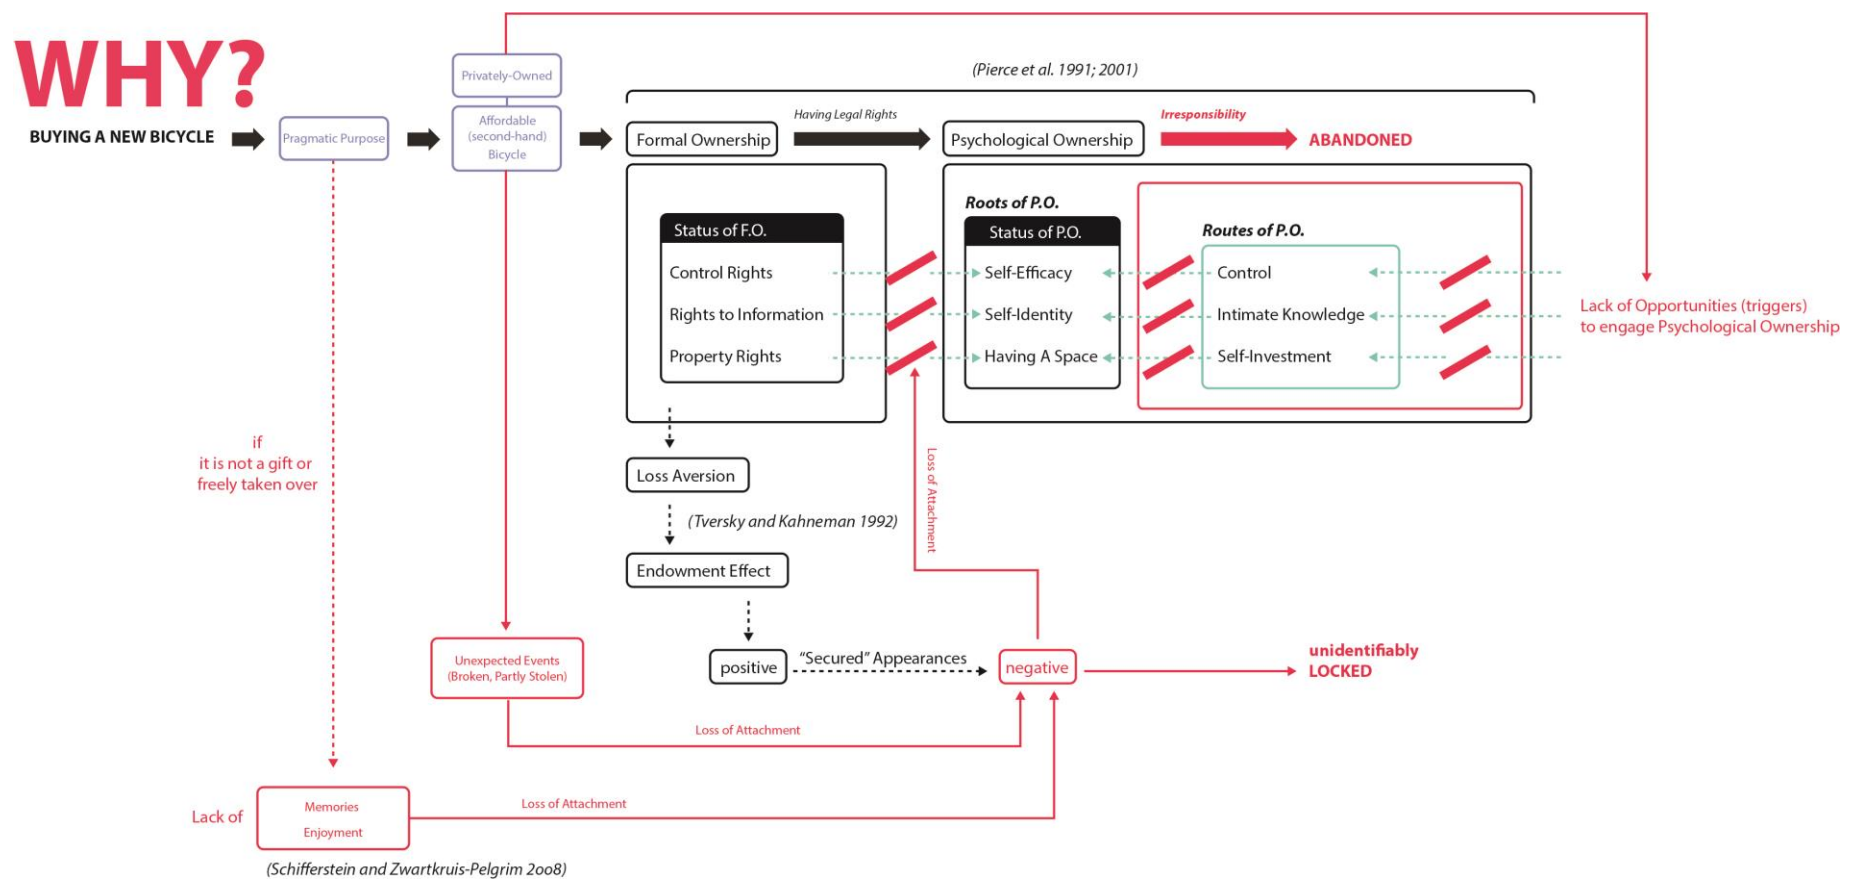 WHY?
BUYING A NEW BICYCLE
Pragmatic Purpose
Privately-Owned
Affordable
(second-hand)
Bicycle
(Pierce et al. 1991; 2001)
Formal Ownership
Having Legal Rights
Psychological Ownership
Irresponsibility
ABANDONED
Status of F.O.
Control Rights
Rights to Information
Property Rights
Roots of P.O.
Status of P.O.
Self-Efficacy
Self-Identity
Having A Space
Routes of P.O.
Control
Intimate Knowledge
Self-Investment
Lack of Opportunities (triggers)
to engage Psychological Ownership
if
it is not a gift or
freely taken over
Loss Aversion
(Tversky and Kahneman 1992)
Endowment Effect
Loss of Attachment
positive
"Secured" Appearances
negative
unidentifiably
LOCKED
Unexpected Events
(Broken, Partly Stolen)
Loss of Attachment
Lack of
Memories
Enjoyment
Loss of Attachment
(Schifferstein and Zwartkruis-Pelgrim 2008)